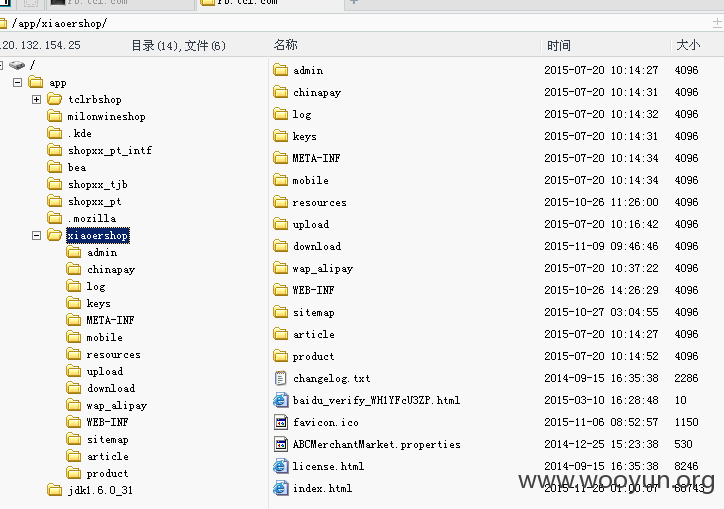 /app/xiaoershop/
20.132.154.25 目录(14),文件(6) 名称 时间 大小
/
app
tclrbshop
milonwineshop
.kde
shopxx_pt_intf
bea
shopxx_tjb
shopxx_pt
.mozilla
xiaoershop
admin
chinapay
log
keys
META-INF
mobile
resources
upload
download
wap_alipay
WEB-INF
sitemap
article
product
jdk1.6.0_31
admin 2015-07-20 10:14:27 4096
chinapay 2015-07-20 10:14:31 4096
log 2015-07-20 10:14:32 4096
keys 2015-07-20 10:14:31 4096
META-INF 2015-07-20 10:14:34 4096
mobile 2015-07-20 10:14:34 4096
resources 2015-10-26 11:26:00 4096
upload 2015-07-20 10:16:42 4096
download 2015-11-09 09:46:46 4096
wap_alipay 2015-07-20 10:37:22 4096
WEB-INF 2015-10-26 14:26:29 4096
sitemap 2015-10-27 03:04:55 4096
article 2015-07-20 10:14:27 4096
product 2015-07-20 10:14:52 4096
changelog.txt 2014-09-15 16:35:38 2286
baidu_verify_WH1YFcU3ZP.html 2015-03-10 16:28:48 10
favicon.ico 2015-11-06 08:52:57 1150
ABCMerchantMarket.properties 2014-12-25 15:23:38 530
license.html 2014-09-15 16:35:38 8246
index.html 2015-11-20 01:00:07
www.wooyun.org